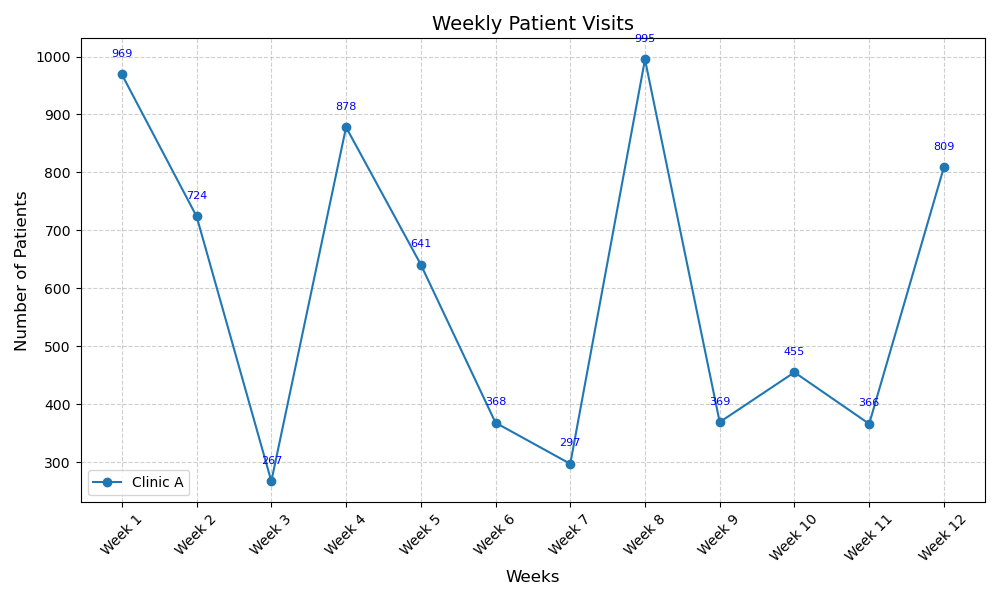 Weekly Patient Visits
Number of Patients
1000
900
800
700
600
500
400
300
969
724
267
878
641
368
297
995
369
455
366
809
Clinic A
Week 1
Week 2
Week 3
Week 4
Week 5
Week 6
Week 7
Week 8
Week 9
Week 10
Week 11
Week 12
Weeks